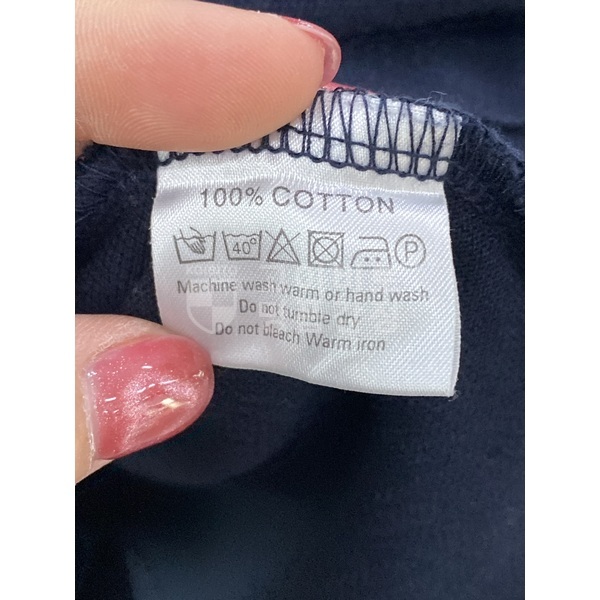 100% COTTON
40°
P
Machine wash warm or hand wash
Do not tumble dry
Do not bleach Warm iron